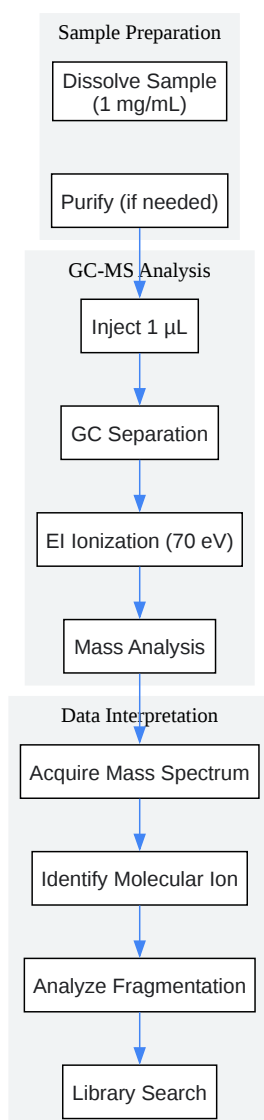 Sample Preparation
Dissolve Sample
(1 mg/mL)
Purify (if needed)
GC-MS Analysis
Inject 1 µL
GC Separation
EI Ionization (70 eV)
Mass Analysis
Data Interpretation
Acquire Mass Spectrum
Identify Molecular Ion
Analyze Fragmentation
Library Search